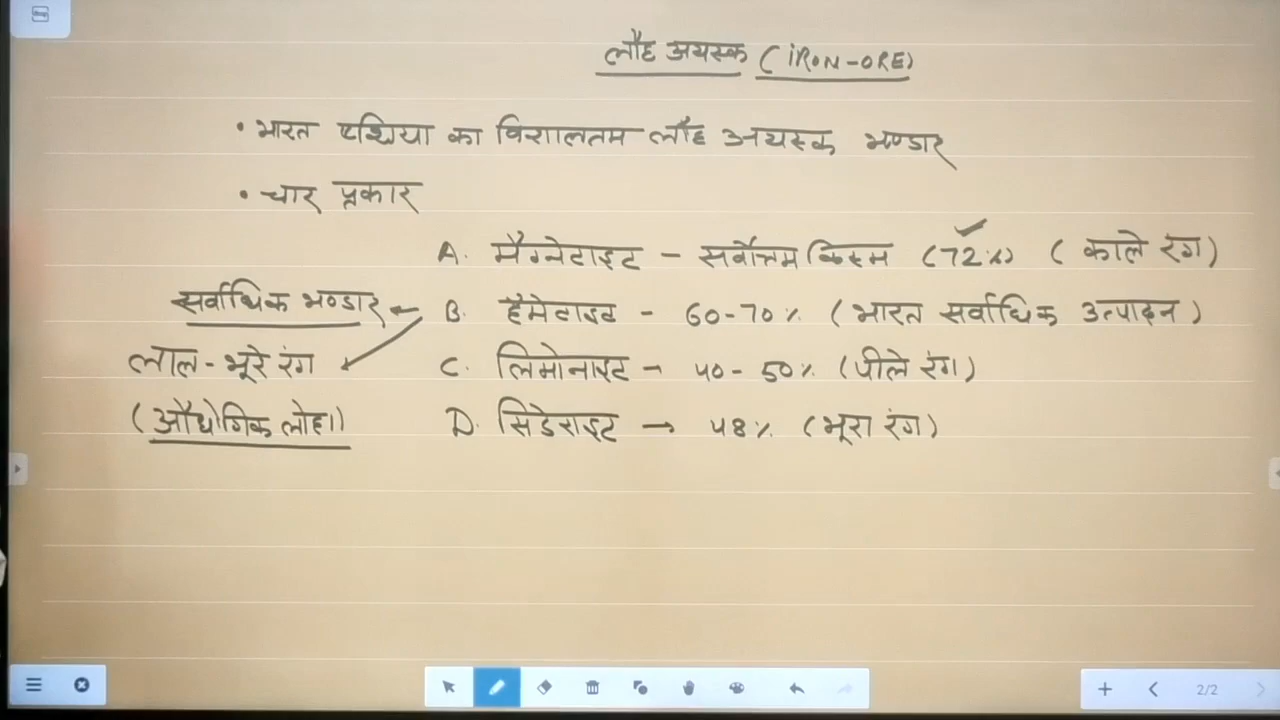 लौह अयस्क (IRON-ORE)
• भारत एशिया का विशालतम लौह अयस्क भण्डार
• चार प्रकार
A. मैग्नेटाइट - सर्वोत्तम किस्म (72%) (काले रंग)
सर्वाधिक भण्डार ← B. हेमेटाइट - 60-70% (भारत सर्वाधिक उत्पादन)
लाल-भूरे रंग C. लिमोनाइट → 40-50% (पीले रंग)
(औद्योगिक लोहा) D. सिडेराइट → 48% (भूरा रंग)
2/2